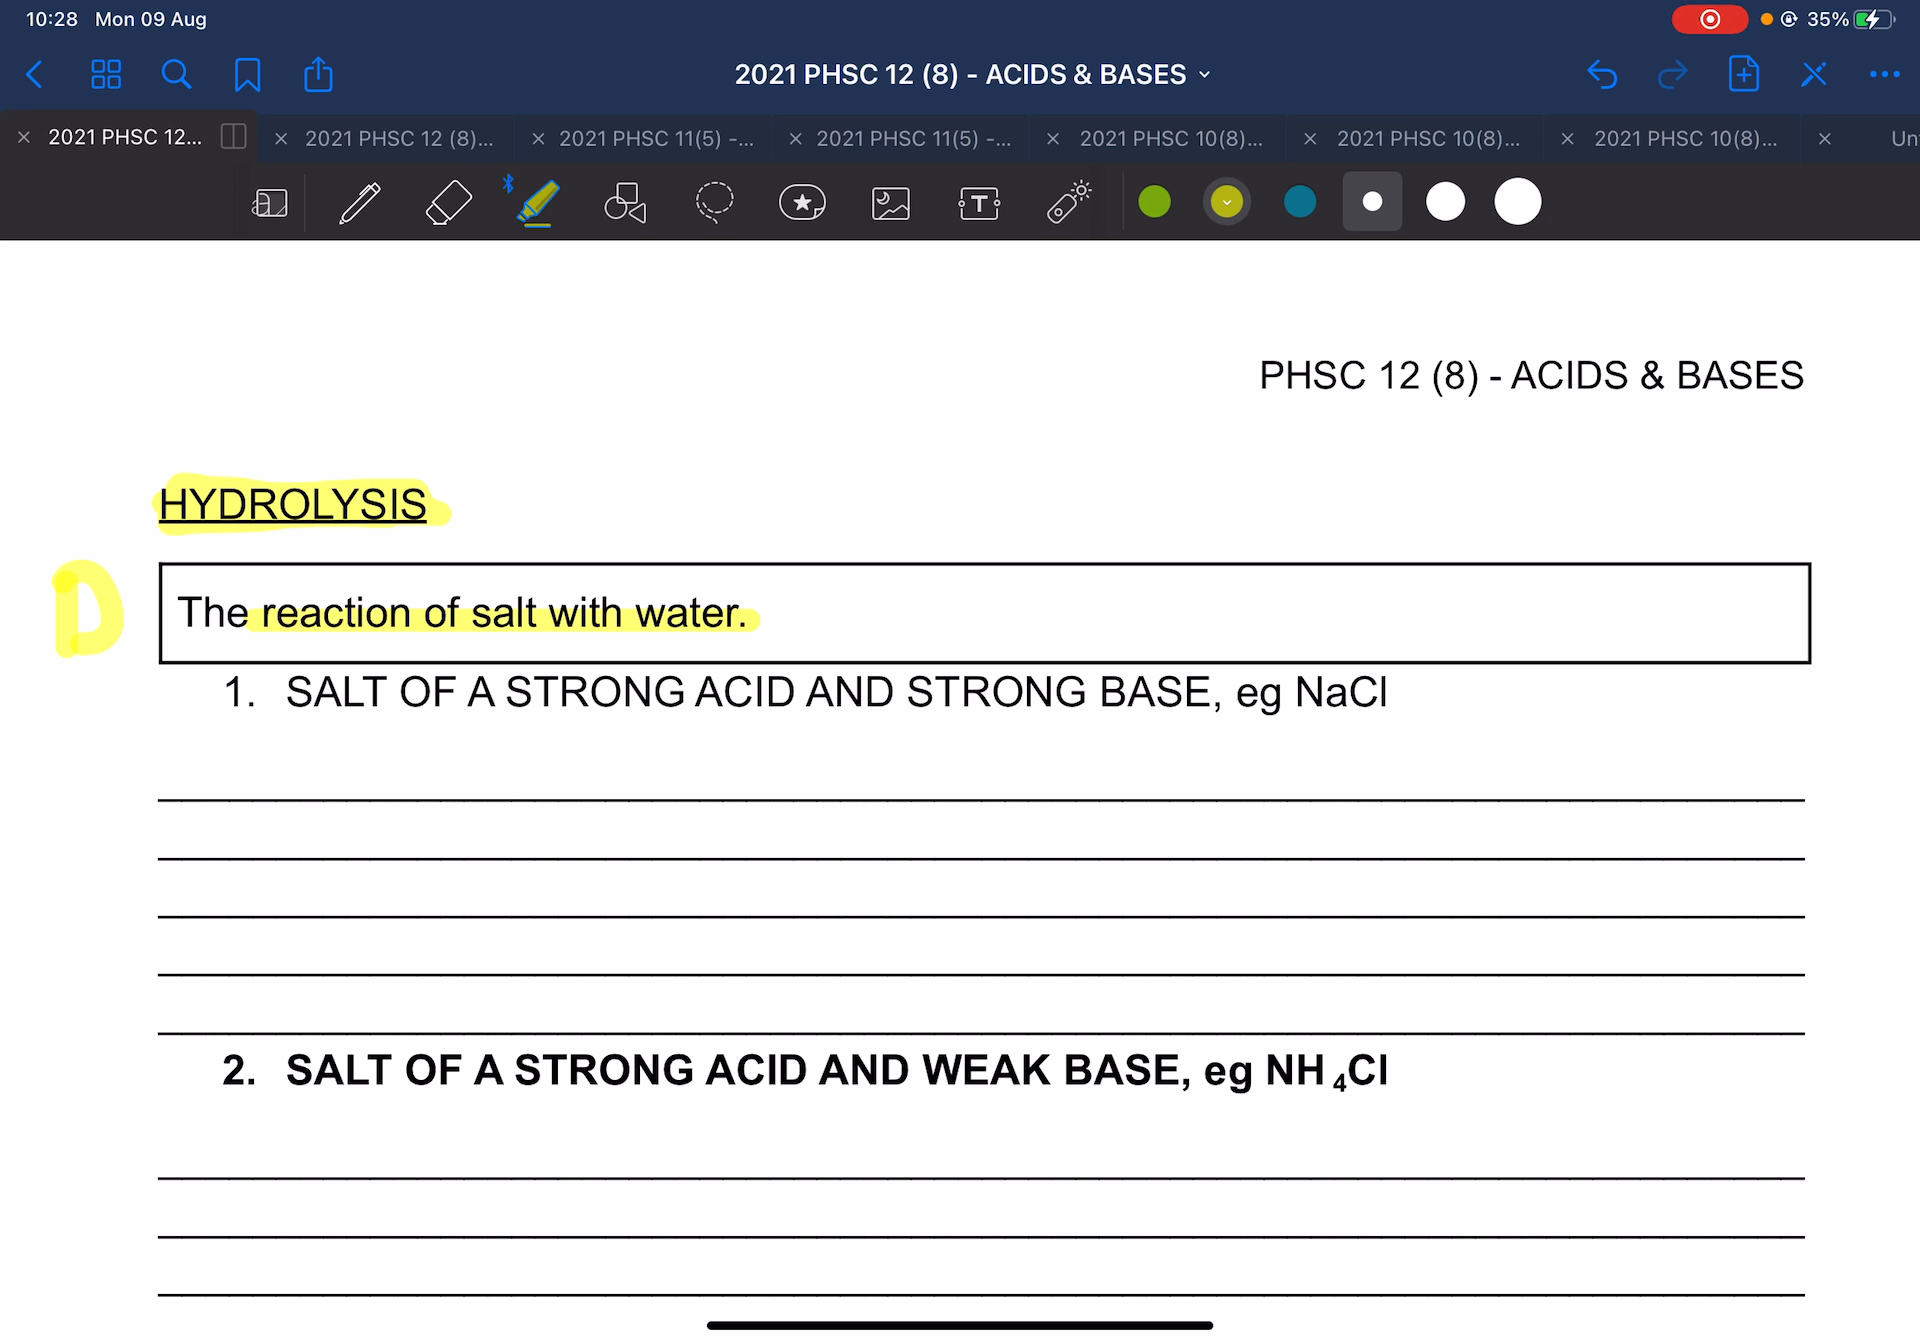 10:28 Mon 09 Aug
35%
2021 PHSC 12 (8) - ACIDS & BASES
2021 PHSC 12... 2021 PHSC 12 (8)... 2021 PHSC 11(5) -... 2021 PHSC 11(5) -... 2021 PHSC 10(8)... 2021 PHSC 10(8)... 2021 PHSC 10(8)... Un
PHSC 12 (8) - ACIDS & BASES
HYDROLYSIS
D
The reaction of salt with water.
1. SALT OF A STRONG ACID AND STRONG BASE, eg NaCl
2. SALT OF A STRONG ACID AND WEAK BASE, eg NH₄Cl